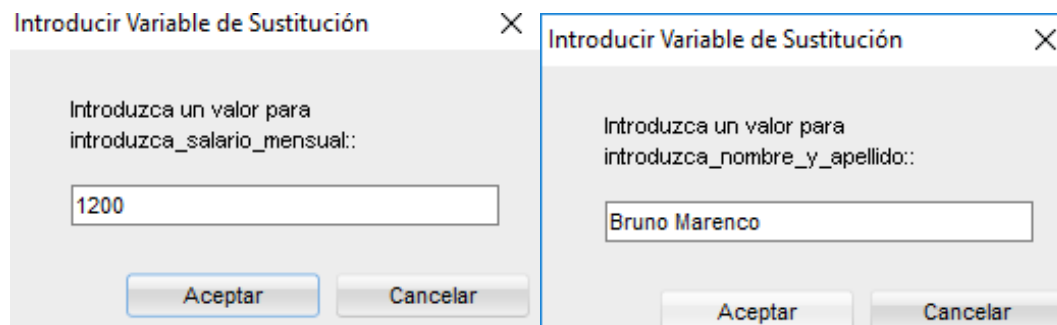 Introducir Variable de Sustitución
Introduzca un valor para
introduzca_salario_mensual::
1200
Aceptar Cancelar
Introducir Variable de Sustitución
Introduzca un valor para
introduzca_nombre_y_apellido::
Bruno Marenco
Aceptar Cancelar